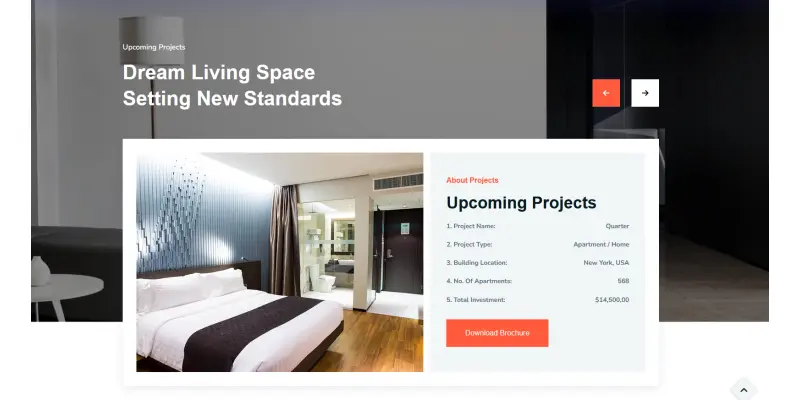 Upcoming Projects
Dream Living Space
Setting New Standards
About Projects
Upcoming Projects
1. Project Name: Quarter
2. Project Type: Apartment / Home
3. Building Location: New York, USA
4. No. Of Apartments: 568
5. Total Investment: $14,500,00
Download Brochure